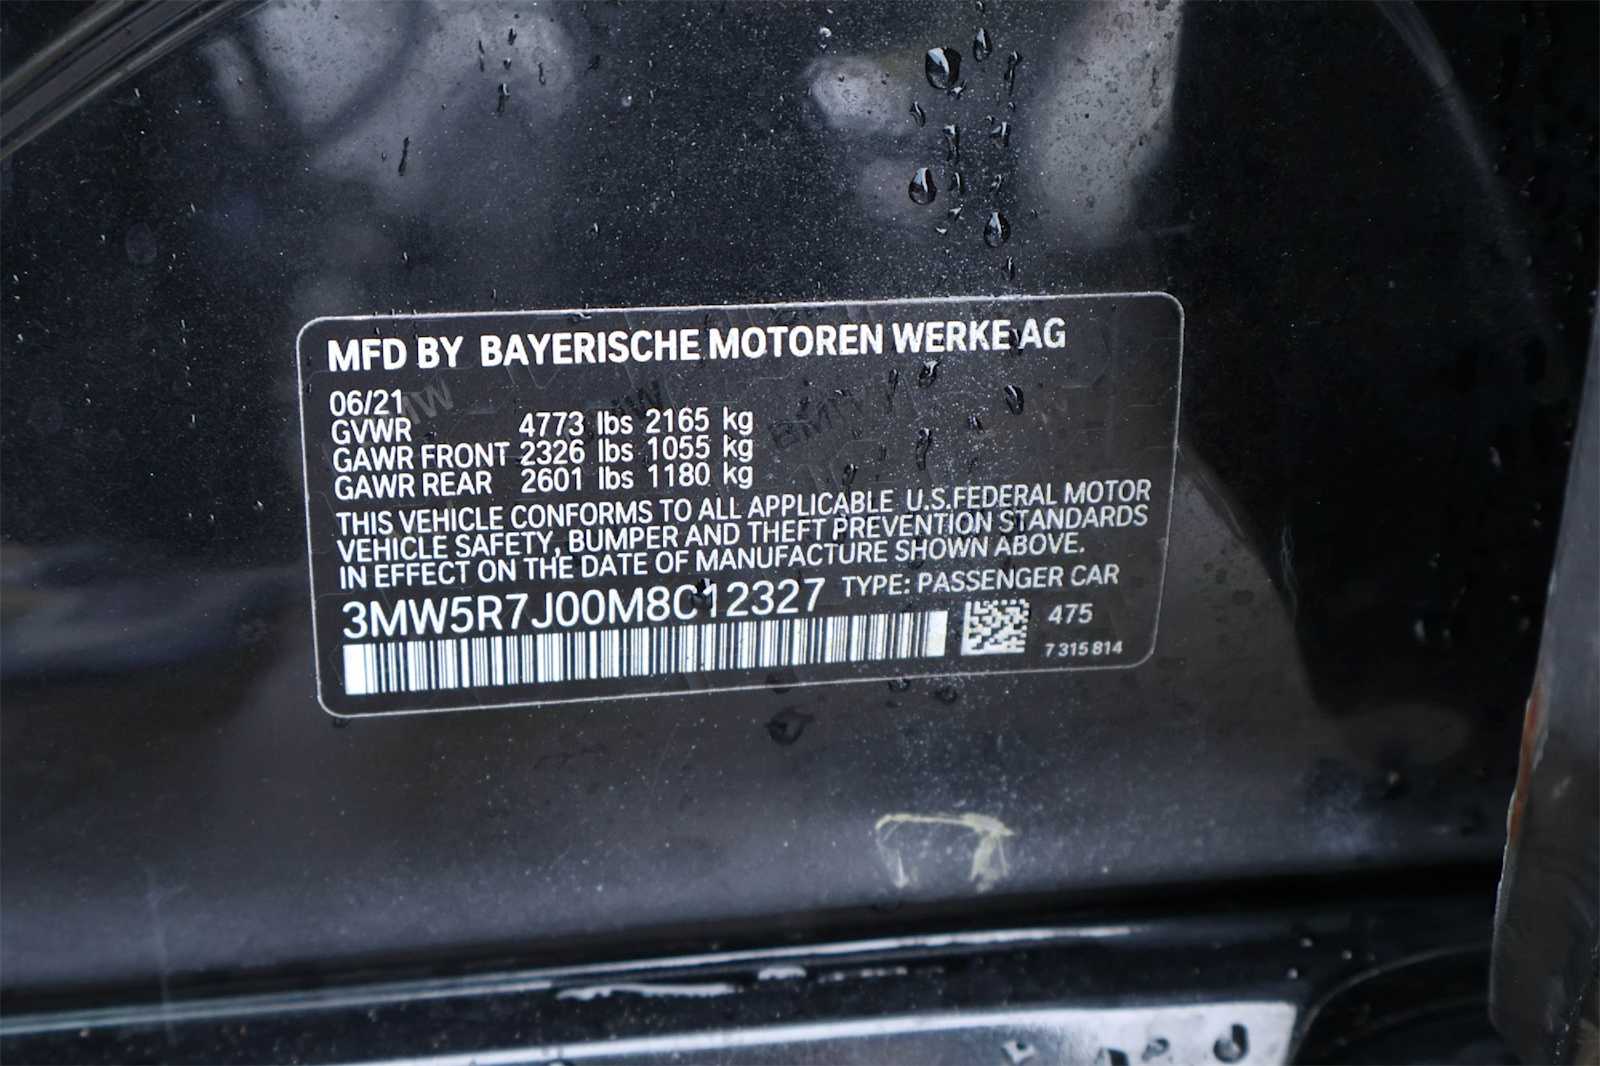 MFD BY BAYERISCHE MOTOREN WERKE AG
06/21
GVWR 4773 lbs 2165 kg
GAWR FRONT 2326 lbs 1055 kg
GAWR REAR 2601 lbs 1180 kg
THIS VEHICLE CONFORMS TO ALL APPLICABLE U.S.FEDERAL MOTOR
VEHICLE SAFETY, BUMPER AND THEFT PREVENTION STANDARDS
IN EFFECT ON THE DATE OF MANUFACTURE SHOWN ABOVE.
3MW5R7J00M8C12327 TYPE: PASSENGER CAR
475
7 315 814